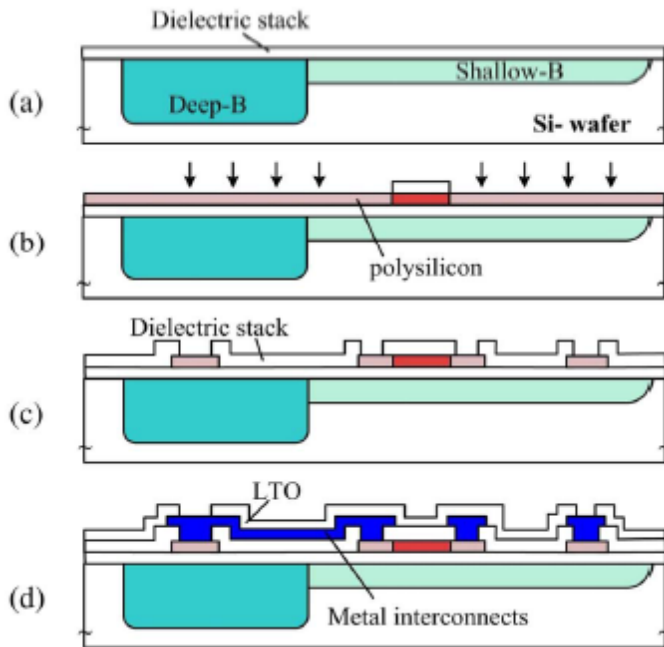 Dielectric stack
(a)
Deep-B
Shallow-B
Si- wafer
(b)
polysilicon
Dielectric stack
(c)
LTO
(d)
Metal interconnects